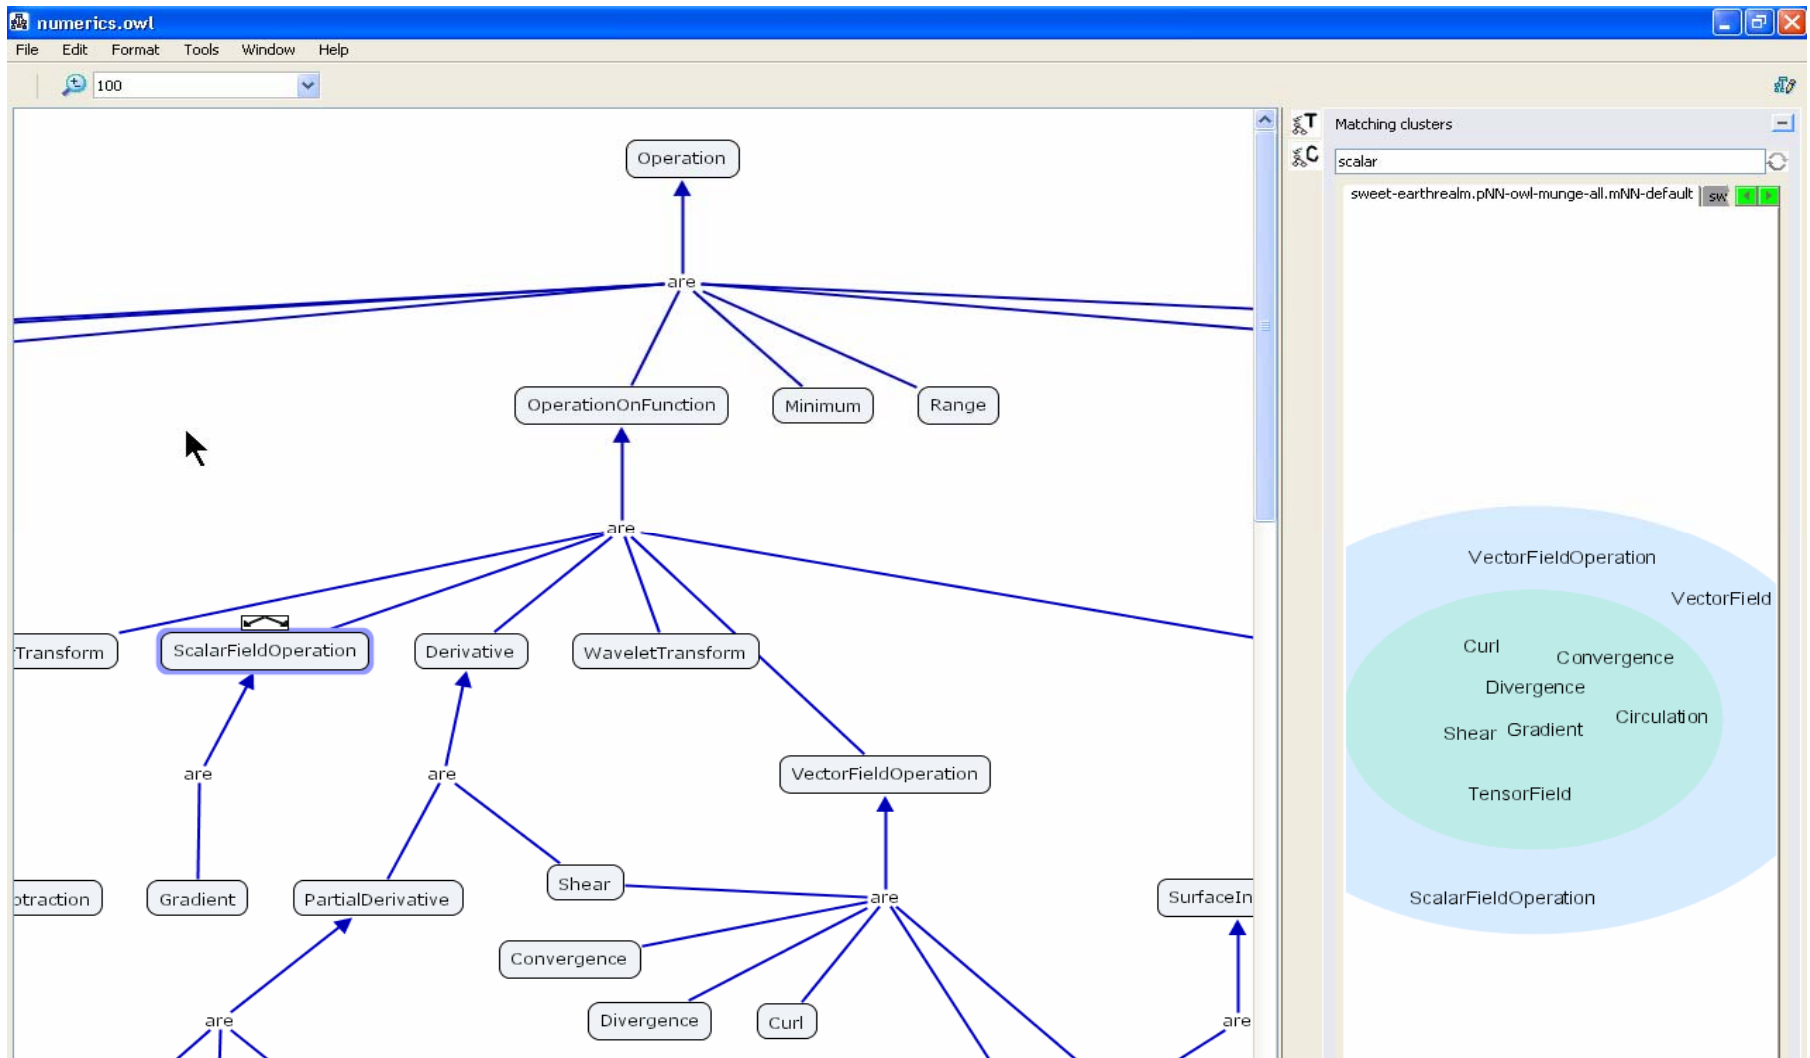 numerics.owl
File Edit Format Tools Window Help
100
T
C
Matching clusters
scalar
sweet-earthrealm.pNN-owl-munge-all.mNN-default sw
Operation
are
OperationOnFunction Minimum Range
are
rTransform ScalarFieldOperation Derivative WaveletTransform
are are VectorFieldOperation
otraction Gradient PartialDerivative Shear are SurfaceIn
Convergence
Divergence Curl
are are
VectorFieldOperation
VectorField
Curl Convergence
Divergence
Shear Gradient Circulation
TensorField
ScalarFieldOperation